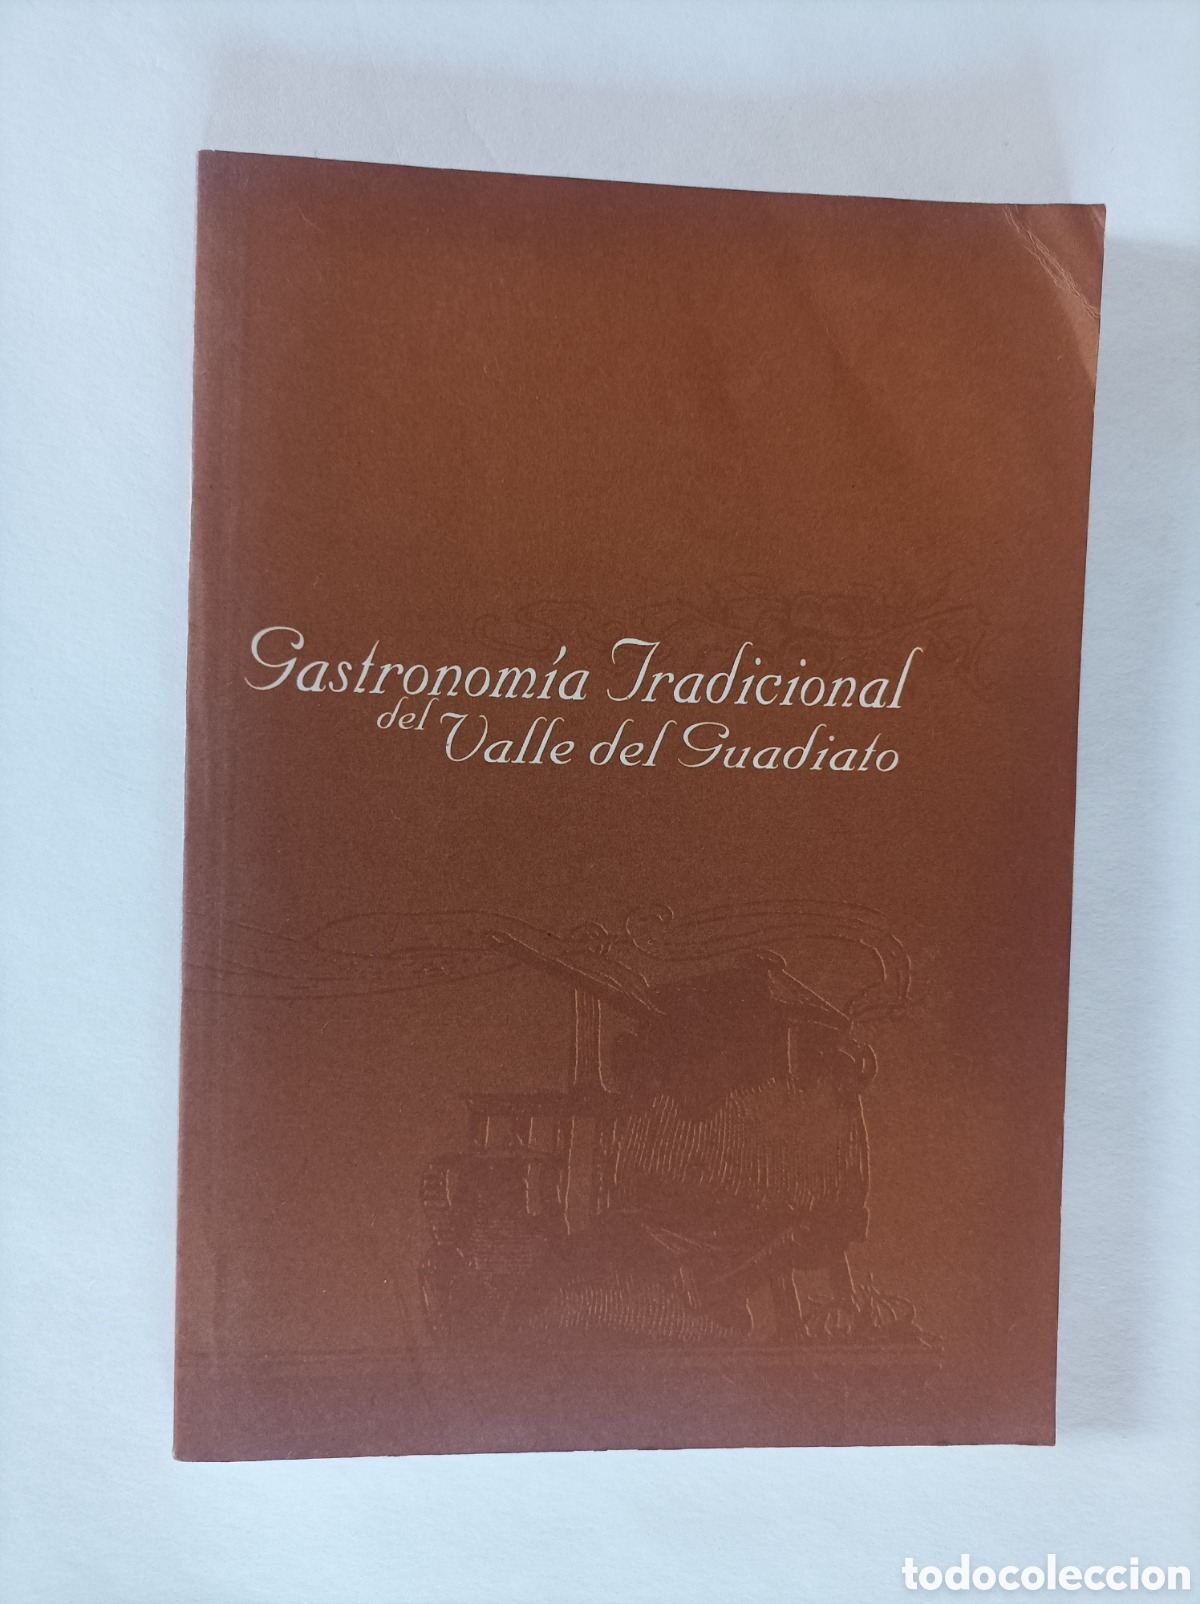 Gastronomía Tradicional
del Valle del Guadiato
todocoleccion